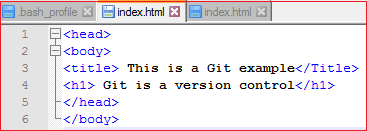 .bash_profile index.html index.html
1 <head>
2 <body>
3 <title> This is a Git example</Title>
4 <h1> Git is a version control</h1>
5 </head>
6 </body>